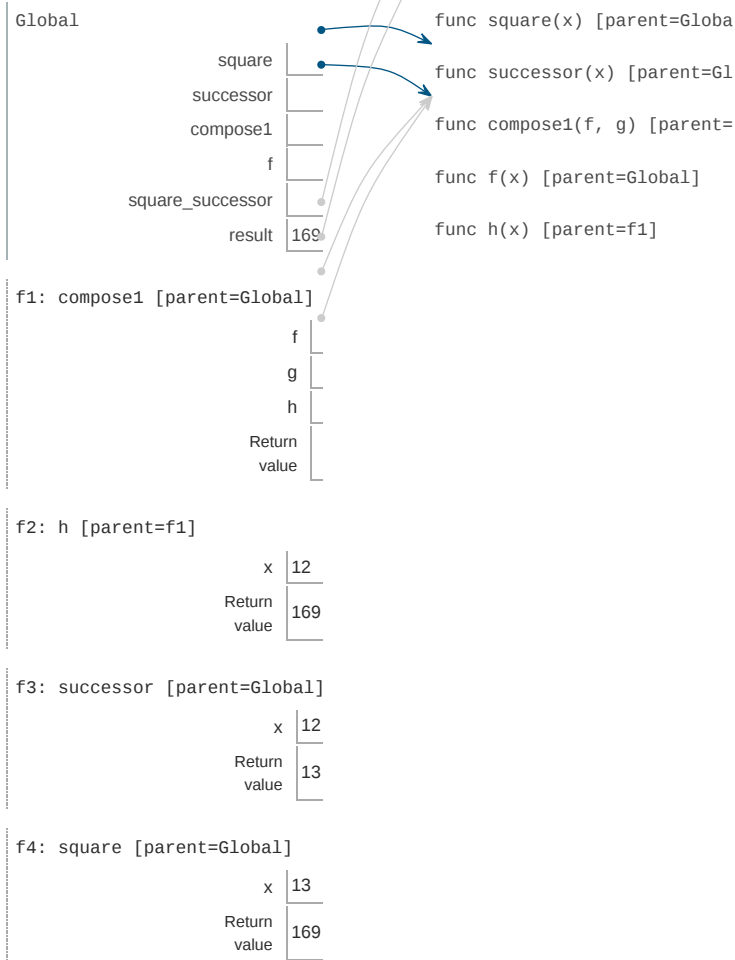 Global
square
successor
compose1
f
square_successor
result 169
func square(x) [parent=Globa
func successor(x) [parent=Gl
func compose1(f, g) [parent=
func f(x) [parent=Global]
func h(x) [parent=f1]
f1: compose1 [parent=Global]
f
g
h
Return
value
f2: h [parent=f1]
x 12
Return
value 169
f3: successor [parent=Global]
x 12
Return
value 13
f4: square [parent=Global]
x 13
Return
value 169